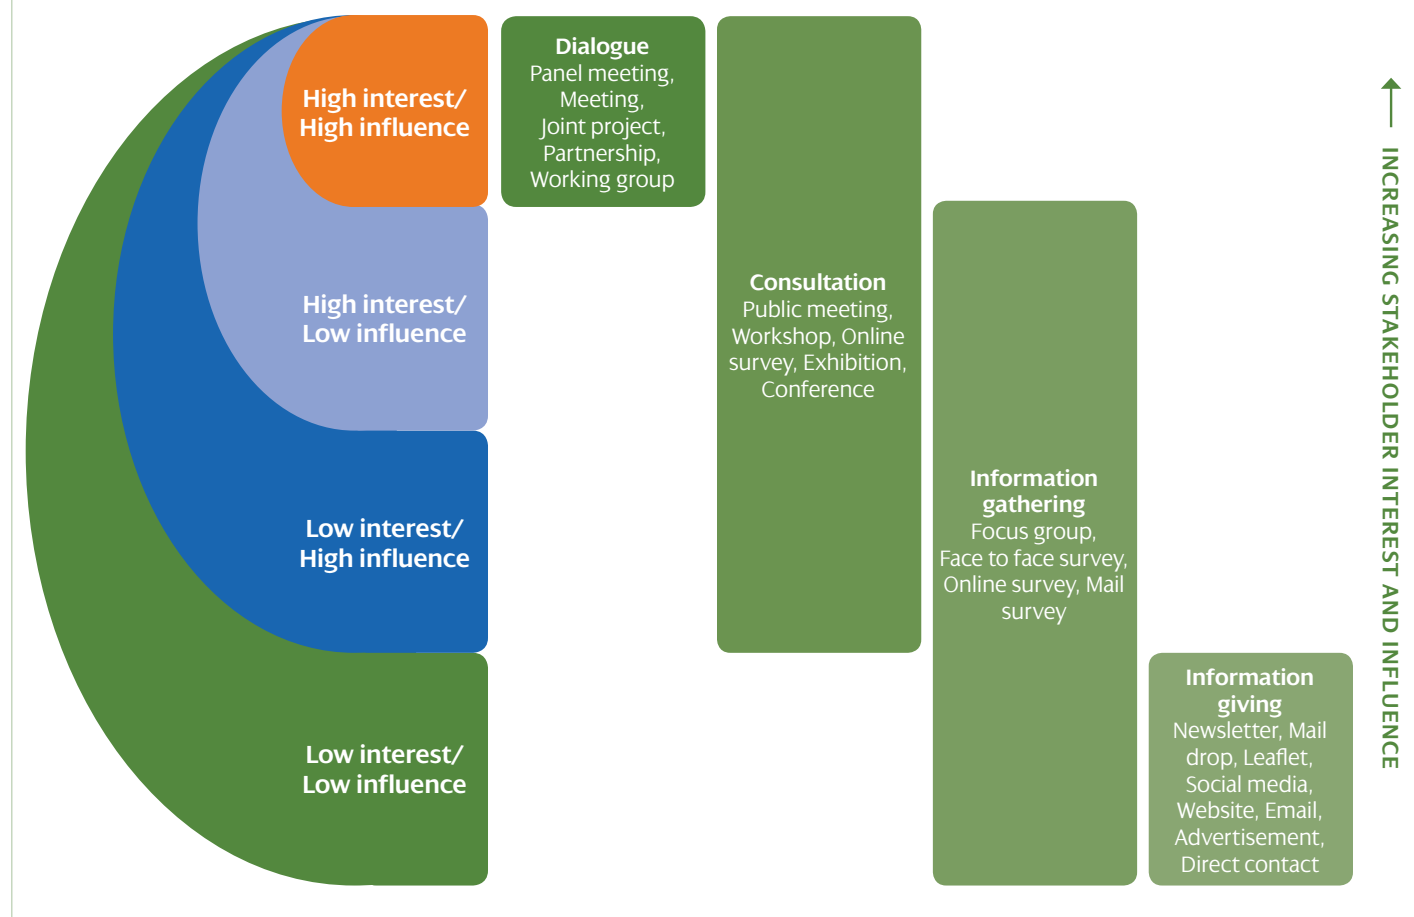 High interest/
High influence
High interest/
Low influence
Low interest/
High influence
Low interest/
Low influence
Dialogue
Panel meeting,
Meeting,
Joint project,
Partnership,
Working group
Consultation
Public meeting,
Workshop, Online
survey, Exhibition,
Conference
Information
gathering
Focus group,
Face to face survey,
Online survey, Mail
survey
Information
giving
Newsletter, Mail
drop, Leaflet,
Social media,
Website, Email,
Advertisement,
Direct contact
INCREASING STAKEHOLDER INTEREST AND INFLUENCE